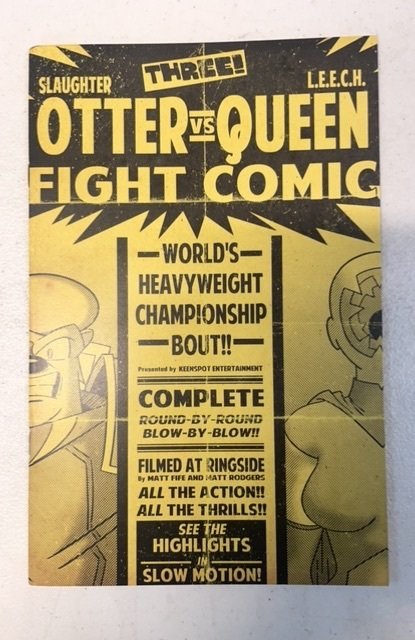 THREE!
SLAUGHTER L.E.E.C.H.
OTTER VS QUEEN
FIGHT COMIC
WORLD'S
HEAVYWEIGHT
CHAMPIONSHIP
BOUT!!
Presented by KEENSPOT ENTERTAINMENT
COMPLETE
ROUND-BY-ROUND
BLOW-BY-BLOW!!
FILMED AT RINGSIDE
By MATT FIFE AND MATT RODGERS
ALL THE ACTION!!
ALL THE THRILLS!!
SEE THE
HIGHLIGHTS
IN
SLOW MOTION!